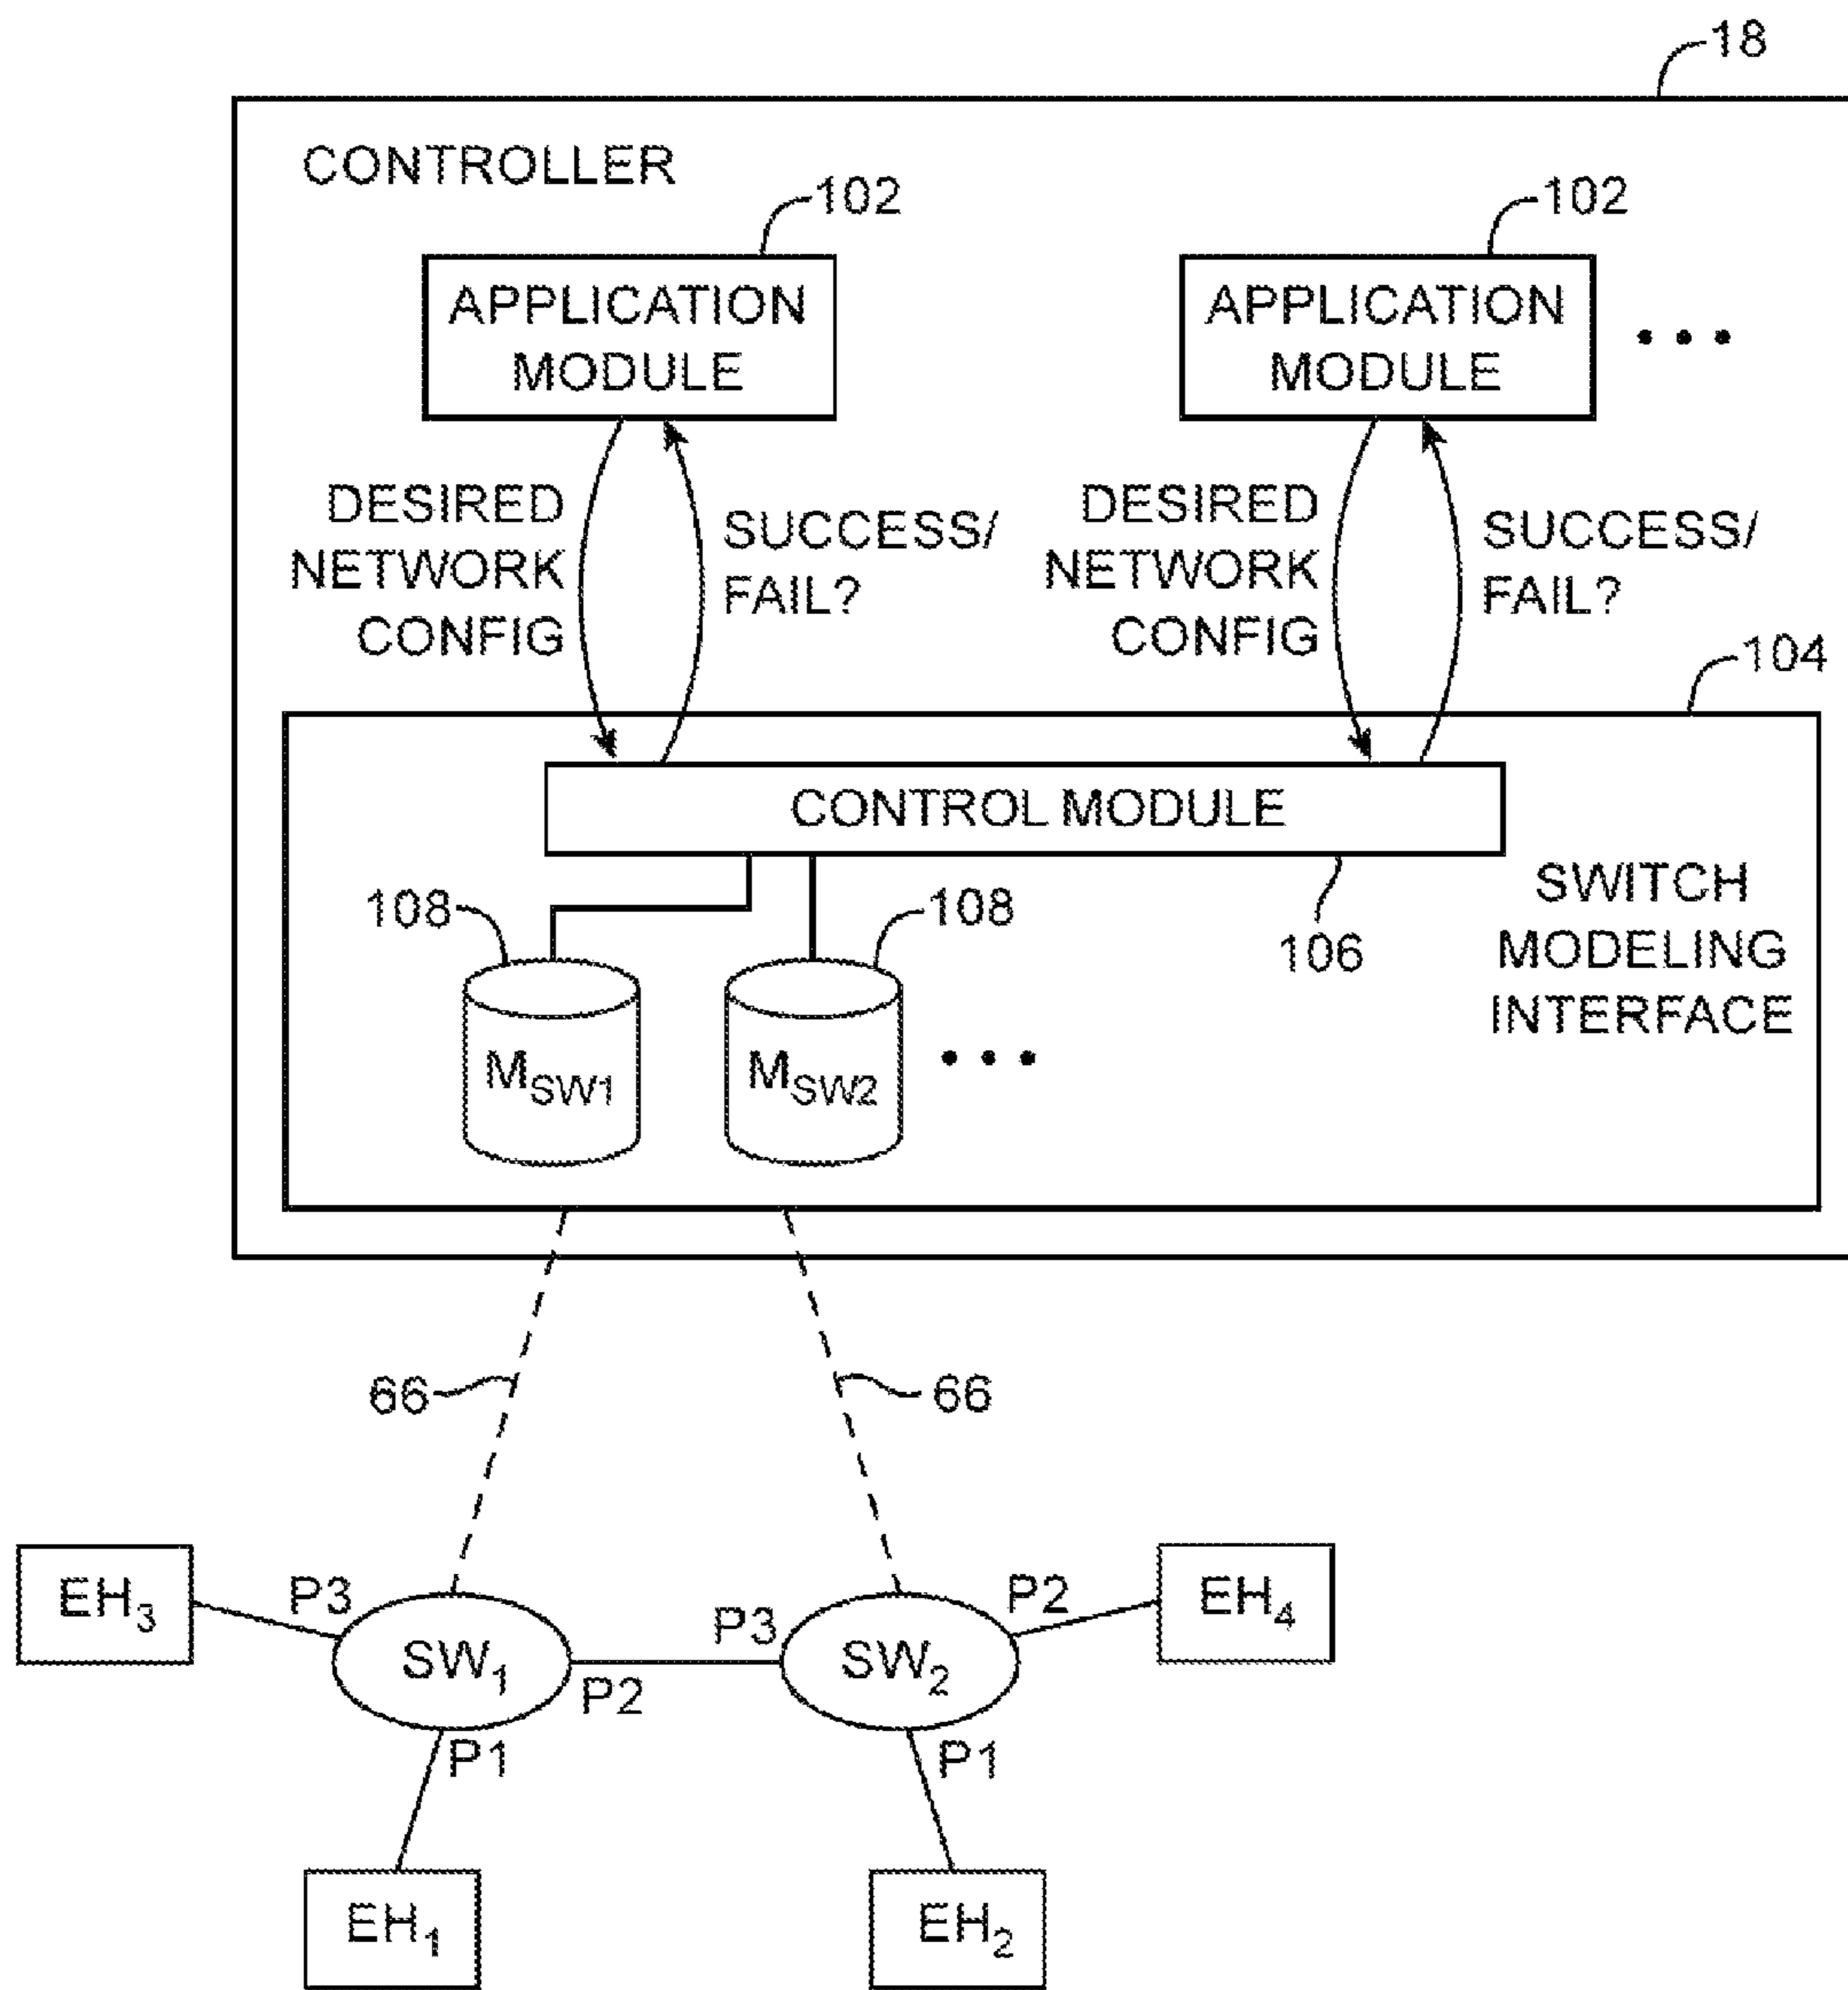 18
CONTROLLER
102
102
APPLICATION
MODULE
APPLICATION
MODULE
• • •
DESIRED
NETWORK
CONFIG
SUCCESS/
FAIL?
DESIRED
NETWORK
CONFIG
SUCCESS/
FAIL?
104
CONTROL MODULE
108
108
106
SWITCH
MODELING
INTERFACE
M_SW1
M_SW2
• • •
66
66
EH₃
P3
SW₁
P2
P1
P3
SW₂
P2
P1
EH₄
EH₁
EH₂